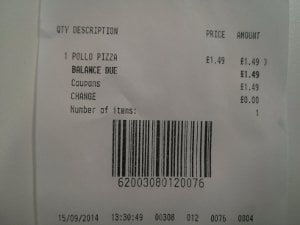 QTY DESCRIPTION PRICE AMOUNT
1 POLLO PIZZA £1.49 £1.49
BALANCE DUE £1.49
Coupons £1.49
CHANGE £0.00
Number of items: 1
62003080120076
15/09/2014 13:30:49 00308 012 0076 0004